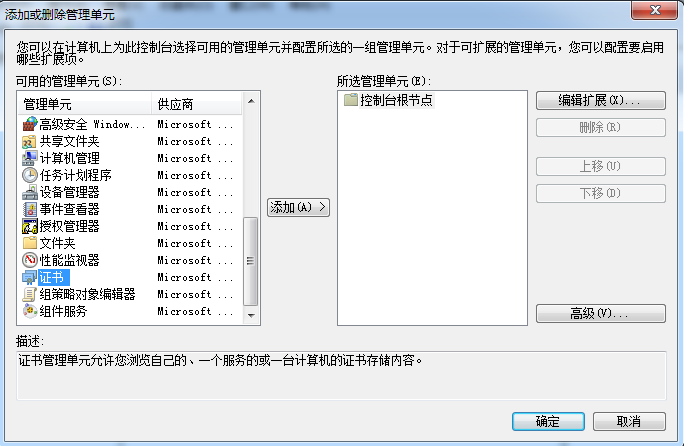 添加或删除管理单元
您可以在计算机上为此控制台选择可用的管理单元并配置所选的一组管理单元。对于可扩展的管理单元，您可以配置要启用
哪些扩展项。
可用的管理单元(S):
所选管理单元(E):
管理单元 供应商
高级安全 Window... Microsoft ...
共享文件夹 Microsoft ...
计算机管理 Microsoft ...
任务计划程序 Microsoft ...
设备管理器 Microsoft ...
事件查看器 Microsoft ...
授权管理器 Microsoft ...
文件夹 Microsoft ...
性能监视器 Microsoft ...
证书 Microsoft ...
组策略对象编辑器 Microsoft ...
组件服务 Microsoft ...
添加(A) >
控制台根节点
编辑扩展(X)...
删除(R)
上移(U)
下移(D)
高级(V)...
描述:
证书管理单元允许您浏览自己的、一个服务的或一台计算机的证书存储内容。
确定
取消